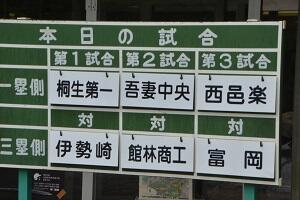 本日の試合
第1試合 第2試合 第3試合
一塁側 桐生第一 吾妻中央 西邑楽
対 対 対
三塁側 伊勢崎 館林商工 富岡